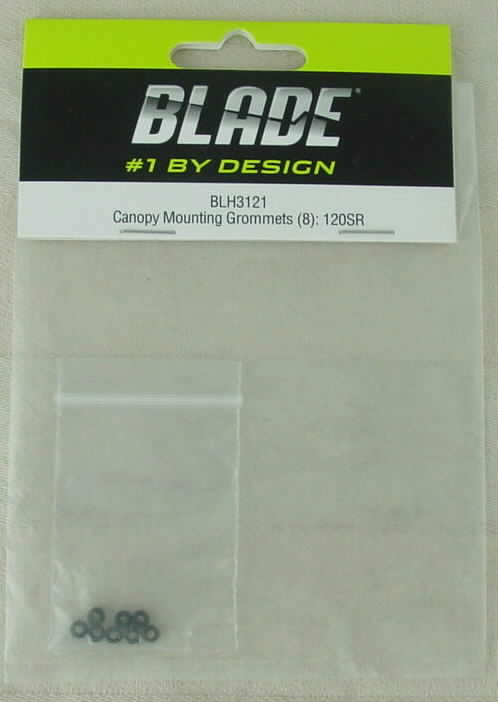 BLADE®
#1 BY DESIGN
BLH3121
Canopy Mounting Grommets (8): 120SR